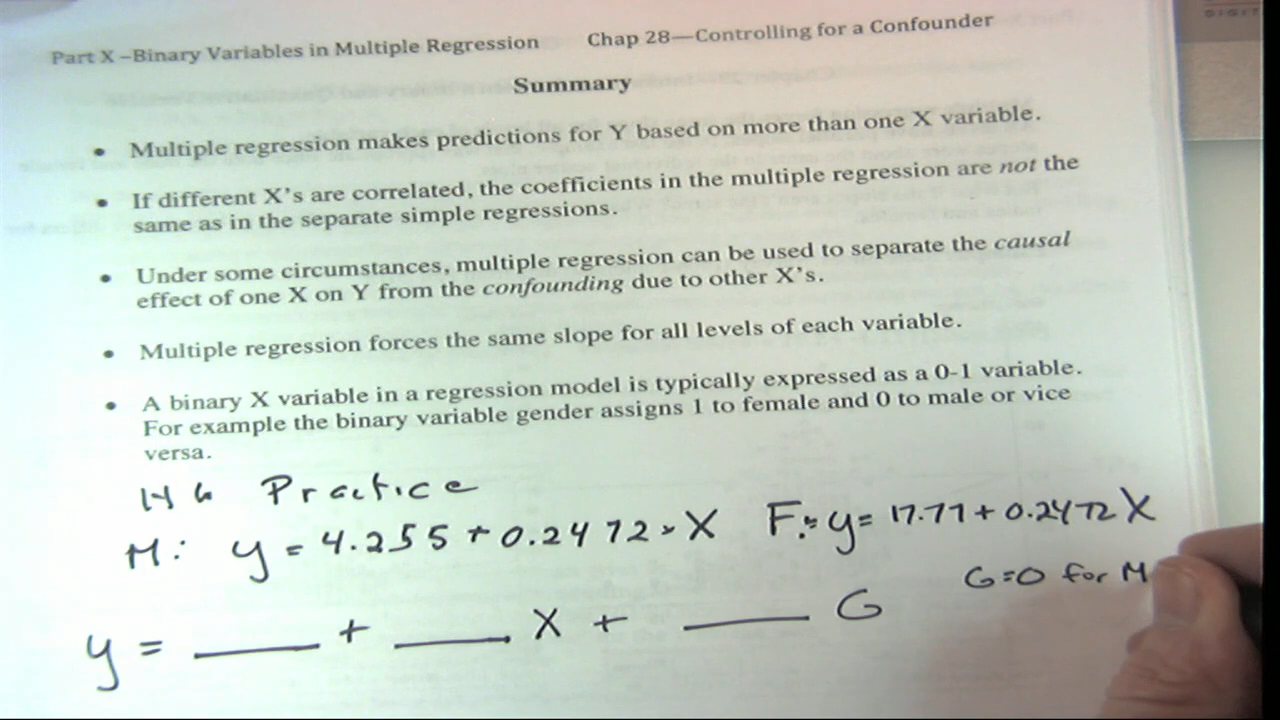 Part X –Binary Variables in Multiple Regression Chap 28—Controlling for a Confounder
Summary
• Multiple regression makes predictions for Y based on more than one X variable.
• If different X's are correlated, the coefficients in the multiple regression are not the
same as in the separate simple regressions.
• Under some circumstances, multiple regression can be used to separate the causal
effect of one X on Y from the confounding due to other X's.
• Multiple regression forces the same slope for all levels of each variable.
• A binary X variable in a regression model is typically expressed as a 0-1 variable.
For example the binary variable gender assigns 1 to female and 0 to male or vice
versa.
Practice
M: y = 4.255 + 0.2472 X F: y = 17.77 + 0.2472 X
G=0 for M
y = ____ + ____ X + ____ G